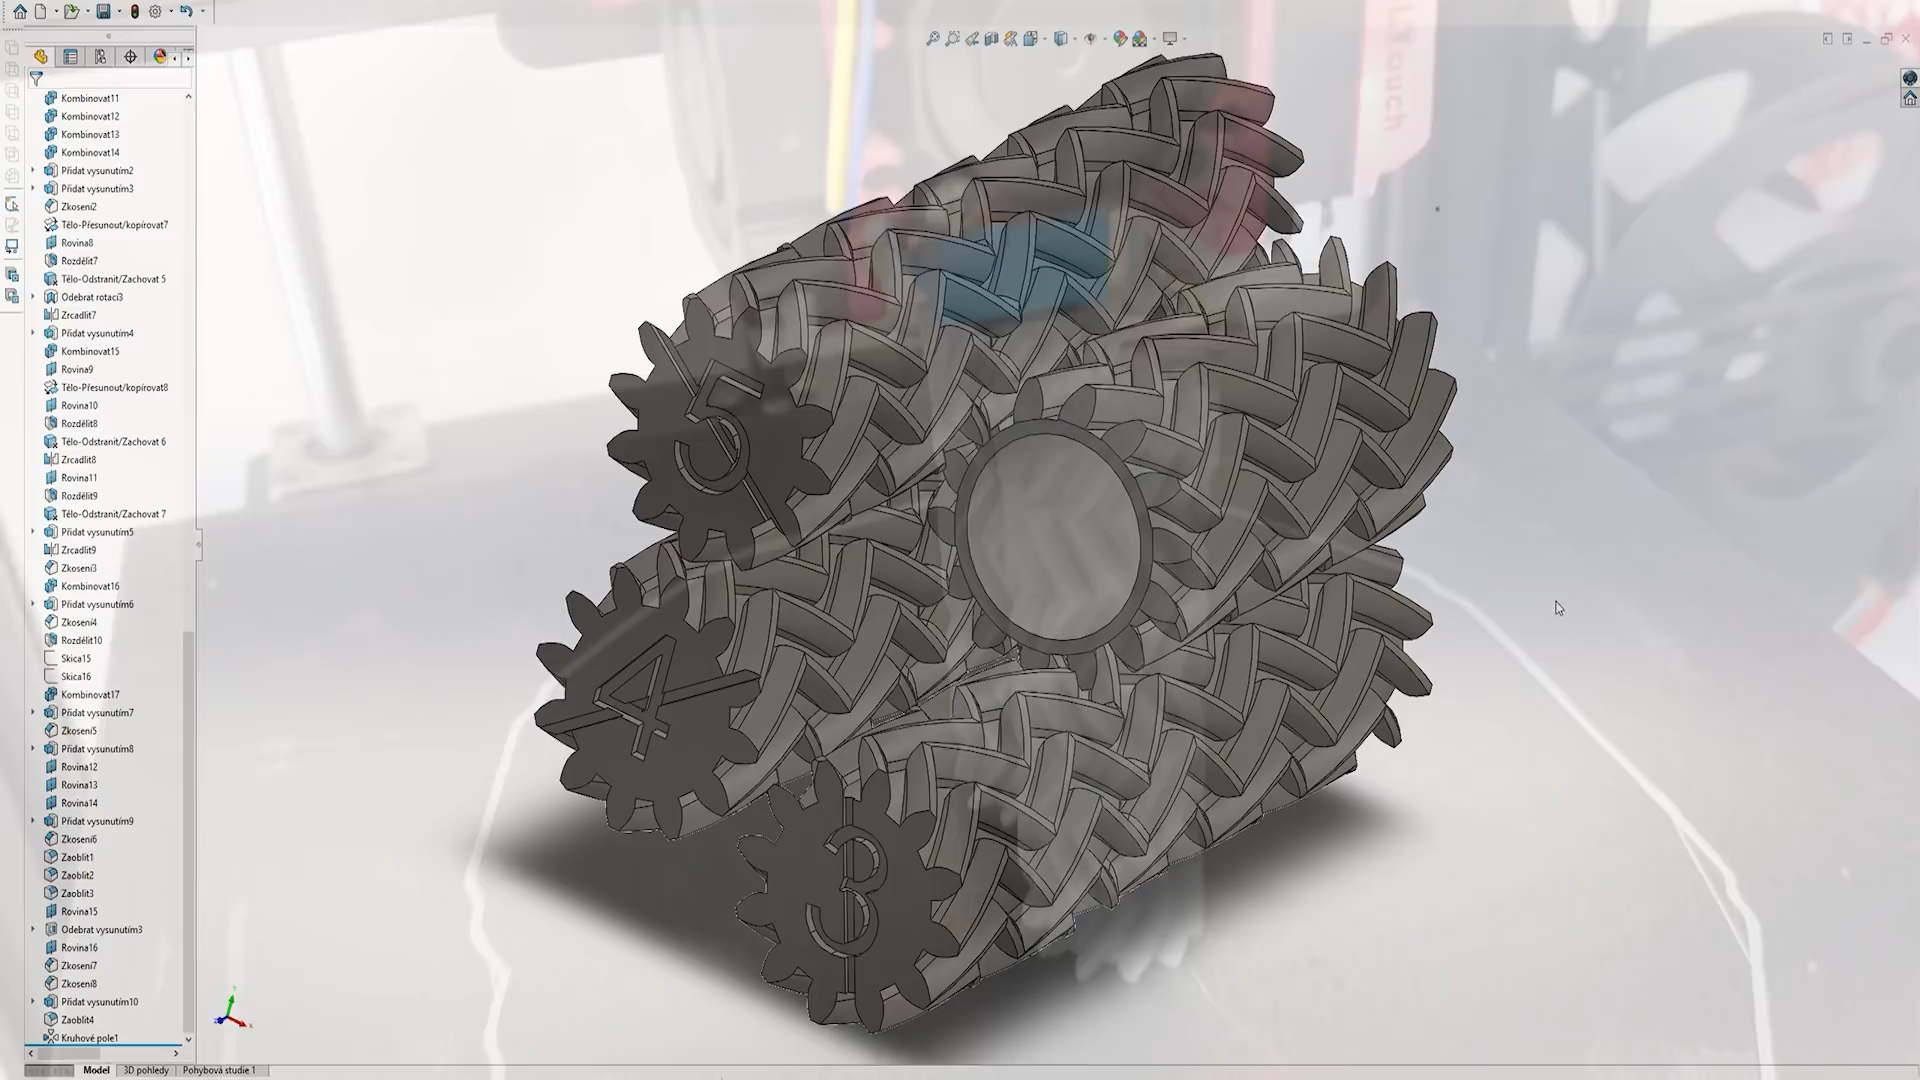 Kombinovat11
Kombinovat12
Kombinovat13
Kombinovat14
Přidat vysunutím2
Přidat vysunutím3
Zkosení2
Tělo-Přesunout/kopírovat7
Rovina8
Rozdělit7
Tělo-Odstranit/Zachovat 5
Odebrat rotací3
Zrcadlit7
Přidat vysunutím4
Kombinovat15
Rovina9
Tělo-Přesunout/kopírovat8
Rovina10
Rozdělit8
Tělo-Odstranit/Zachovat 6
Zrcadlit8
Rovina11
Rozdělit9
Tělo-Odstranit/Zachovat 7
Přidat vysunutím5
Zrcadlit9
Zkosení3
Kombinovat16
Přidat vysunutím6
Zkosení4
Rozdělit10
Skica15
Skica16
Kombinovat17
Přidat vysunutím7
Zkosení5
Přidat vysunutím8
Rovina12
Rovina13
Rovina14
Přidat vysunutím9
Zkosení6
Zaoblit1
Zaoblit2
Zaoblit3
Rovina15
Odebrat vysunutím3
Rovina16
Zkosení7
Zkosení8
Přidat vysunutím10
Zaoblit4
Kruhové pole1
Model
3D pohledy
Pohybová studie 1
5
4
3